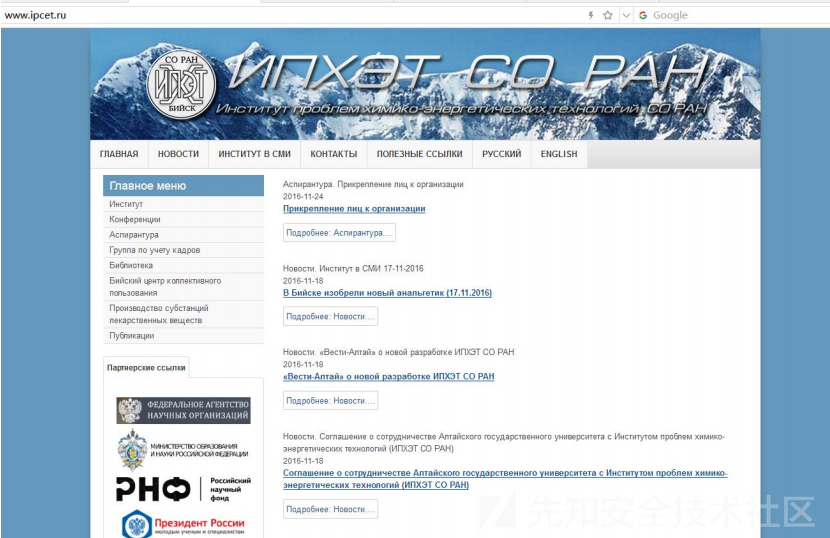 www.ipcet.ru
Google
СО РАН
ИПХЭТ
БИЙСК
ИПХЭТ СО РАН
Институт проблем химико-энергетических технологий СО РАН
ГЛАВНАЯ НОВОСТИ ИНСТИТУТ В СМИ КОНТАКТЫ ПОЛЕЗНЫЕ ССЫЛКИ РУССКИЙ ENGLISH
Главное меню
Институт
Конференции
Аспирантура
Группа по учету кадров
Библиотека
Бийский центр коллективного
пользования
Производство субстанций
лекарственных веществ
Публикации
Партнерские ссылки
ФЕДЕРАЛЬНОЕ АГЕНТСТВО
НАУЧНЫХ ОРГАНИЗАЦИЙ
МИНИСТЕРСТВО ОБРАЗОВАНИЯ
И НАУКИ РОССИЙСКОЙ ФЕДЕРАЦИИ
РНФ
Российский
научный
фонд
Президент России
молодым ученым и специалистам
Аспирантура. Прикрепление лиц к организации
2016-11-24
Прикрепление лиц к организации
Подробнее: Аспирантура....
Новости. Институт в СМИ 17-11-2016
2016-11-18
В Бийске изобрели новый анальгетик (17.11.2016)
Подробнее: Новости....
Новости. «Вести-Алтай» о новой разработке ИПХЭТ СО РАН
2016-11-18
«Вести-Алтай» о новой разработке ИПХЭТ СО РАН
Подробнее: Новости....
Новости. Соглашение о сотрудничестве Алтайского государственного университета с Институтом проблем химико-
энергетических технологий (ИПХЭТ СО РАН)
2016-11-18
Соглашение о сотрудничестве Алтайского государственного университета с Институтом проблем химико-
энергетических технологий (ИПХЭТ СО РАН)
Подробнее: Новости....
先知安全技术社区